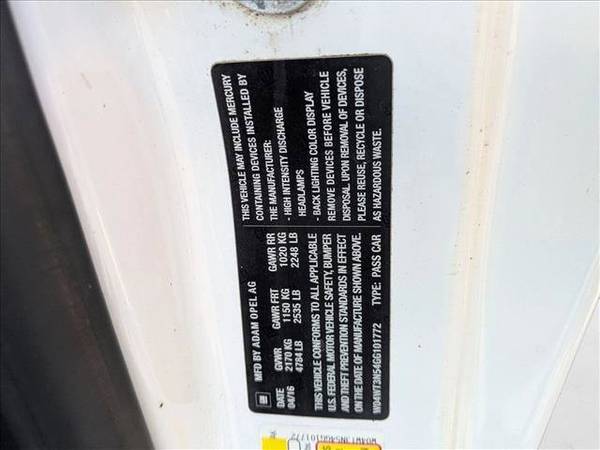 MFD BY ADAM OPEL AG
DATE GVWR GAWR FRT GAWR RR
04/16 2170 KG 1150 KG 1020 KG
4784 LB 2535 LB 2248 LB
THIS VEHICLE CONFORMS TO ALL APPLICABLE
U.S. FEDERAL MOTOR VEHICLE SAFETY, BUMPER
AND THEFT PREVENTION STANDARDS IN EFFECT
ON THE DATE OF MANUFACTURE SHOWN ABOVE.
W04WT3N54GG101772 TYPE: PASS CAR
THIS VEHICLE MAY INCLUDE MERCURY
CONTAINING DEVICES INSTALLED BY
THE MANUFACTURER:
- HIGH INTENSITY DISCHARGE
HEADLAMPS
- BACK LIGHTING COLOR DISPLAY
REMOVE DEVICES BEFORE VEHICLE
DISPOSAL. UPON REMOVAL OF DEVICES,
PLEASE REUSE, RECYCLE OR DISPOSE
AS HAZARDOUS WASTE.
GM
W04WT3N54GG101772